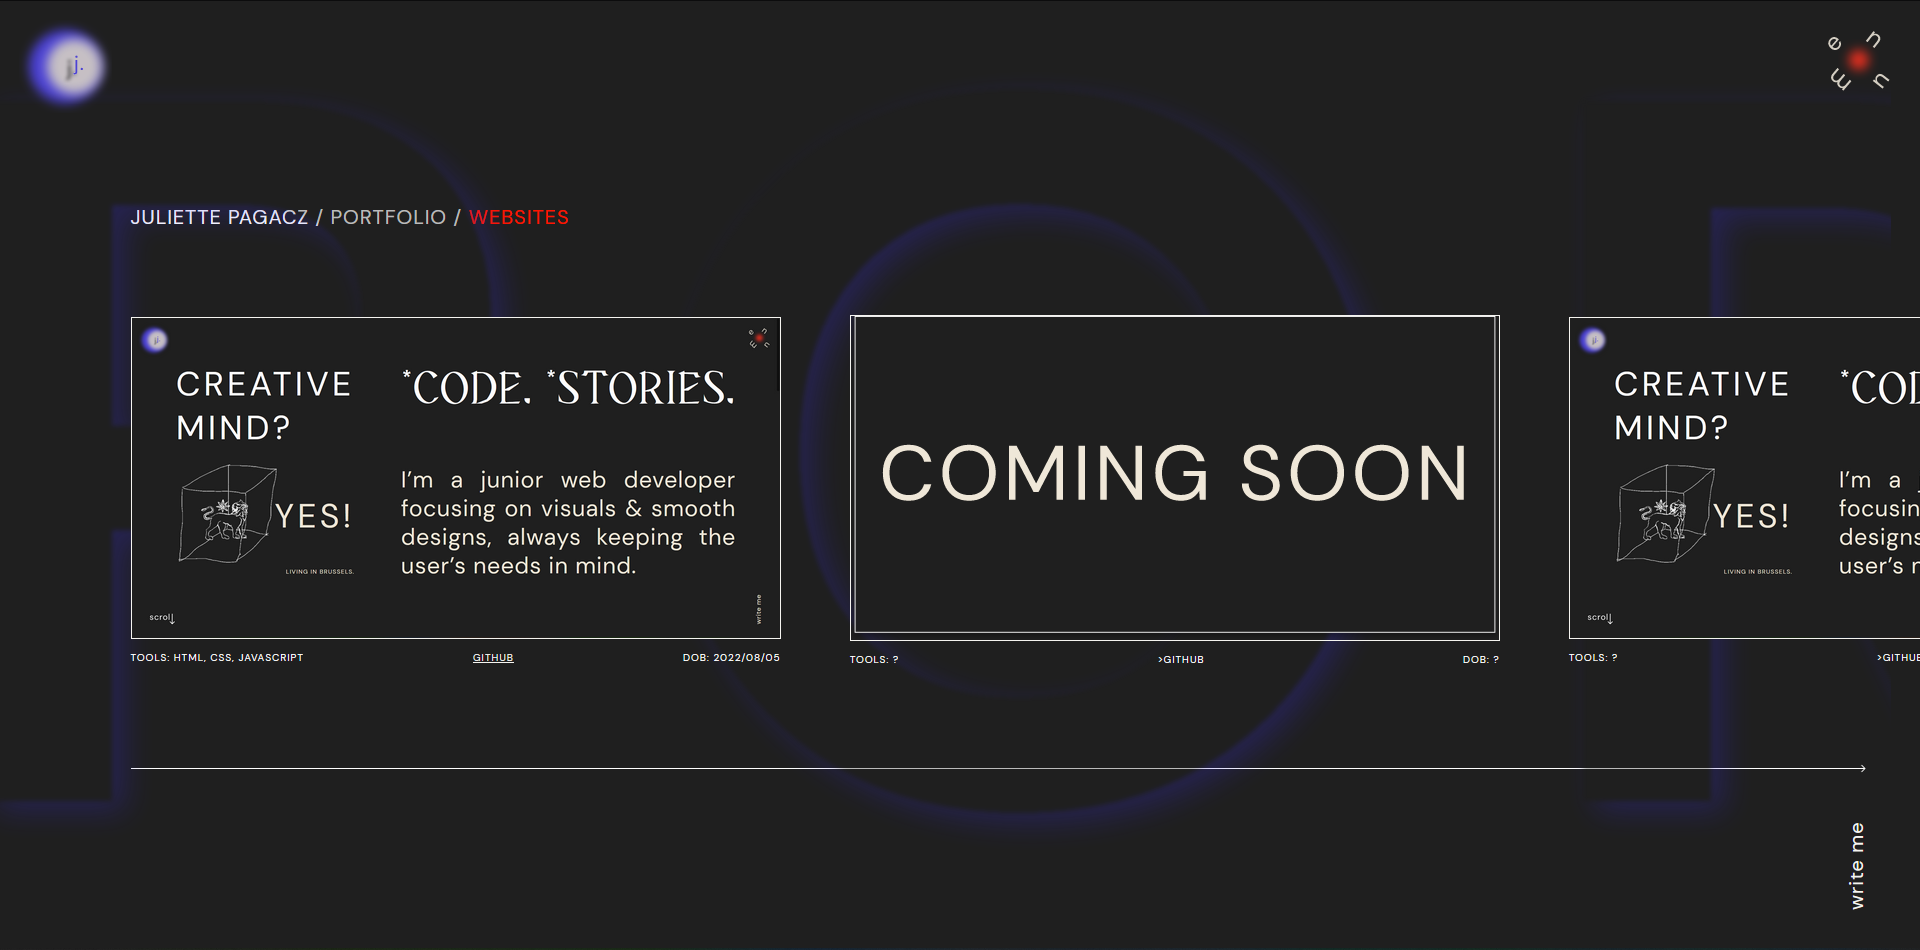 j.
menu
JULIETTE PAGACZ / PORTFOLIO / WEBSITES
CREATIVE
MIND?
YES!
LIVING IN BRUSSELS.
scroll
*CODE. *STORIES.
I'm a junior web developer
focusing on visuals & smooth
designs, always keeping the
user's needs in mind.
menu
write me
TOOLS: HTML, CSS, JAVASCRIPT
GITHUB
DOB: 2022/08/05
COMING SOON
TOOLS: ?
>GITHUB
DOB: ?
CREATIVE
MIND?
YES!
LIVING IN BRUSSELS.
scroll
*COD
I'm a
focusin
designs
user's n
TOOLS: ?
>GITHUB
write me